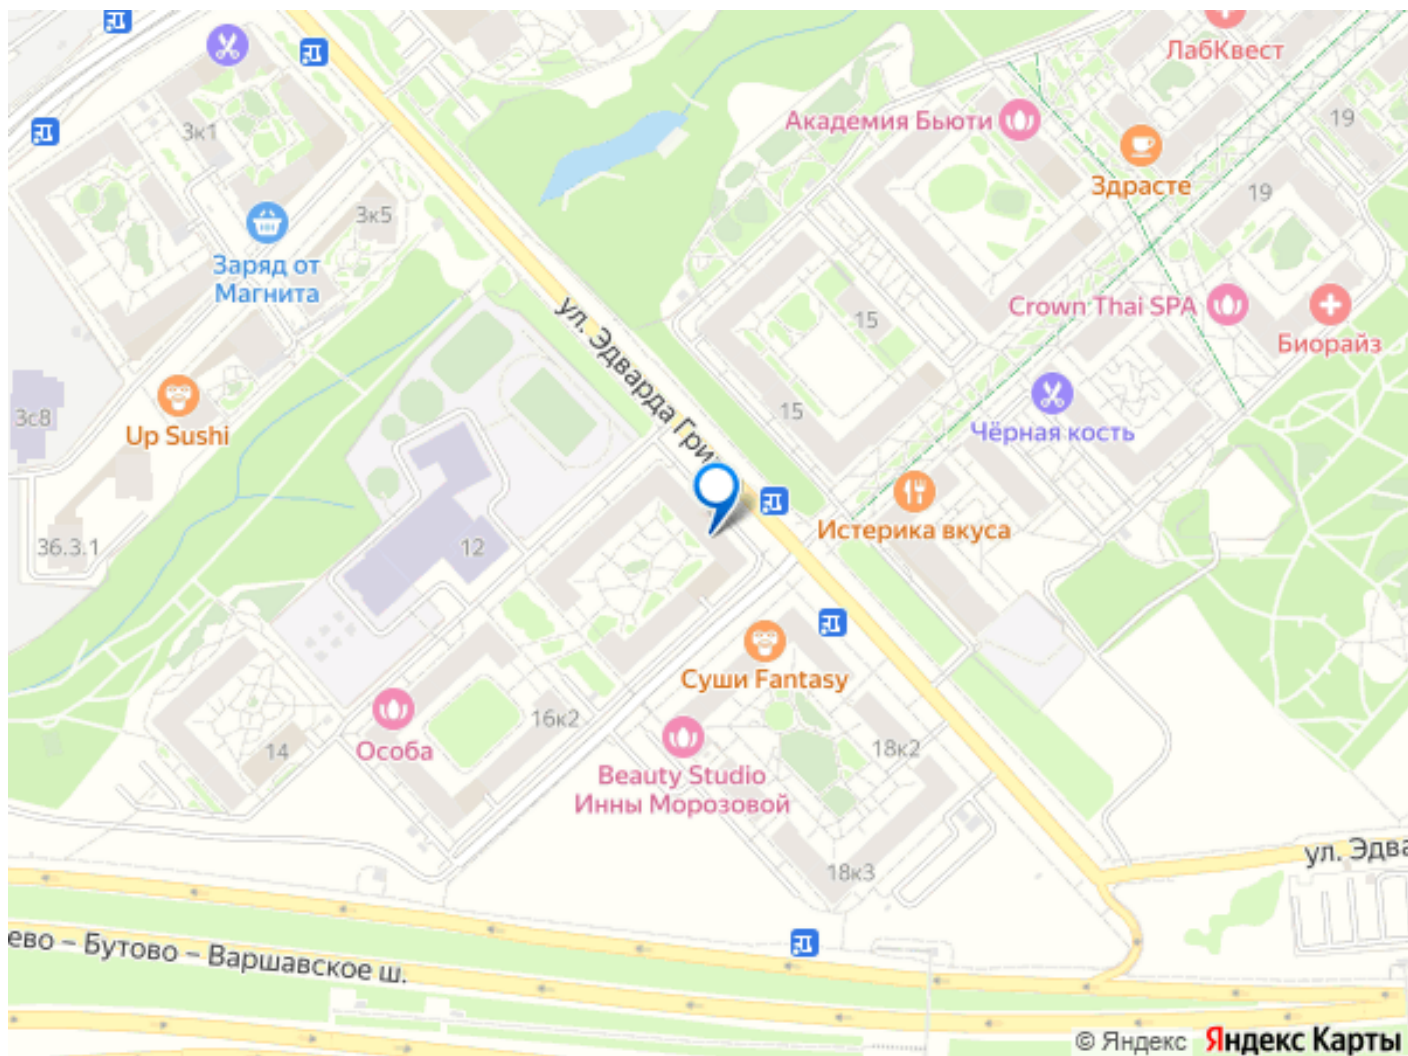 ЛабКвест
Академия Бьюти
19
3к1
Здрасте
19
3к5
Заряд от
Магнита
Crown Thai SPA
15
Биорайз
ул. Эдварда Гри
3с8
15
Up Sushi
Чёрная кость
Истерика вкуса
36.3.1
12
Суши Fantasy
16к2
14
Особа
18к2
Beauty Studio
Инны Морозовой
ул. Эдва
18к3
ево – Бутово – Варшавское ш.
© Яндекс Яндекс Карты